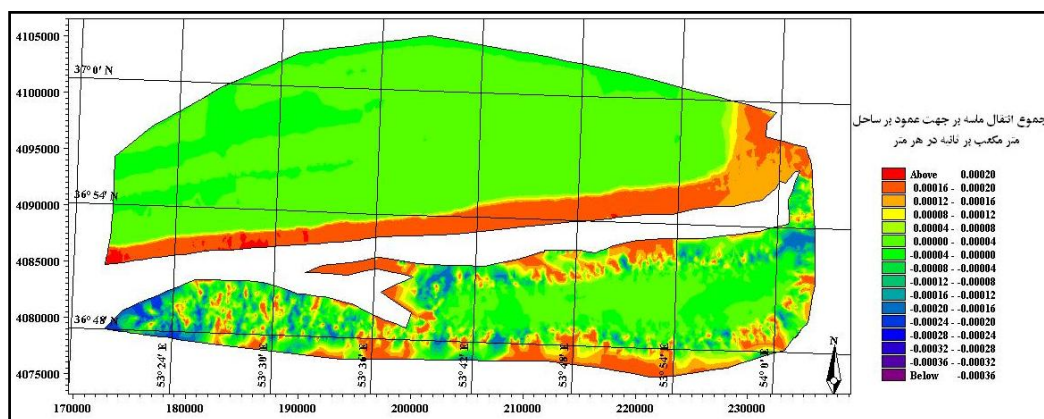 4105000
4100000
4095000
4090000
4085000
4080000
4075000
37° 0' N
36° 54' N
36° 48' N
53° 24' E
53° 30' E
53° 36' E
53° 42' E
53° 48' E
53° 54' E
54° 0' E
170000 180000 190000 200000 210000 220000 230000
N
انتقال ماسه در جهت عمود بر ساحل
متر مکعب بر ثانیه در هر متر
Above 0.00020
0.00016 - 0.00020
0.00012 - 0.00016
0.00008 - 0.00012
0.00004 - 0.00008
0.00000 - 0.00004
-0.00004 - 0.00000
-0.00008 - -0.00004
-0.00012 - -0.00008
-0.00016 - -0.00012
-0.00020 - -0.00016
-0.00024 - -0.00020
-0.00028 - -0.00024
-0.00032 - -0.00028
-0.00036 - -0.00032
Below -0.00036